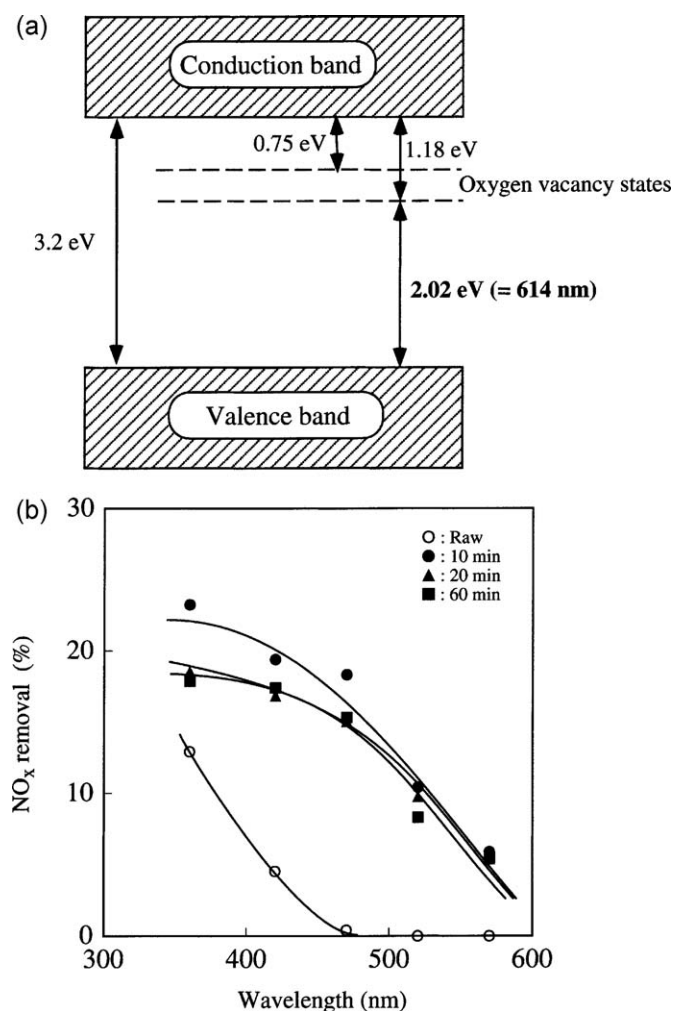 (a)
Conduction band
0.75 eV
1.18 eV
Oxygen vacancy states
3.2 eV
2.02 eV (= 614 nm)
Valence band
(b)
30
20
10
0
NOx removal (%)
○ : Raw
● : 10 min
▲ : 20 min
■ : 60 min
300 400 500 600
Wavelength (nm)